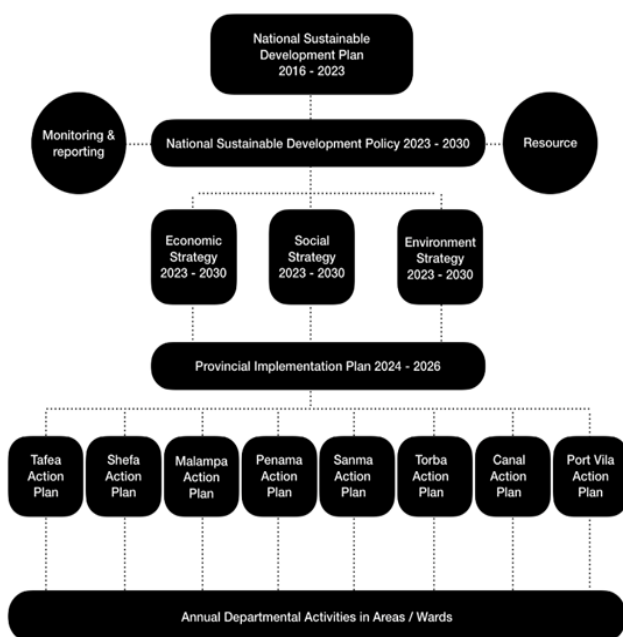 National Sustainable
Development Plan
2016 - 2023
Monitoring &
reporting
National Sustainable Development Policy 2023 - 2030
Resource
Economic
Strategy
2023 - 2030
Social
Strategy
2023 - 2030
Environment
Strategy
2023 - 2030
Provincial Implementation Plan 2024 - 2026
Tafea
Action
Plan
Shefa
Action
Plan
Malampa
Action
Plan
Penama
Action
Plan
Sanma
Action
Plan
Torba
Action
Plan
Canal
Action
Plan
Port Vila
Action
Plan
Annual Departmental Activities in Areas / Wards